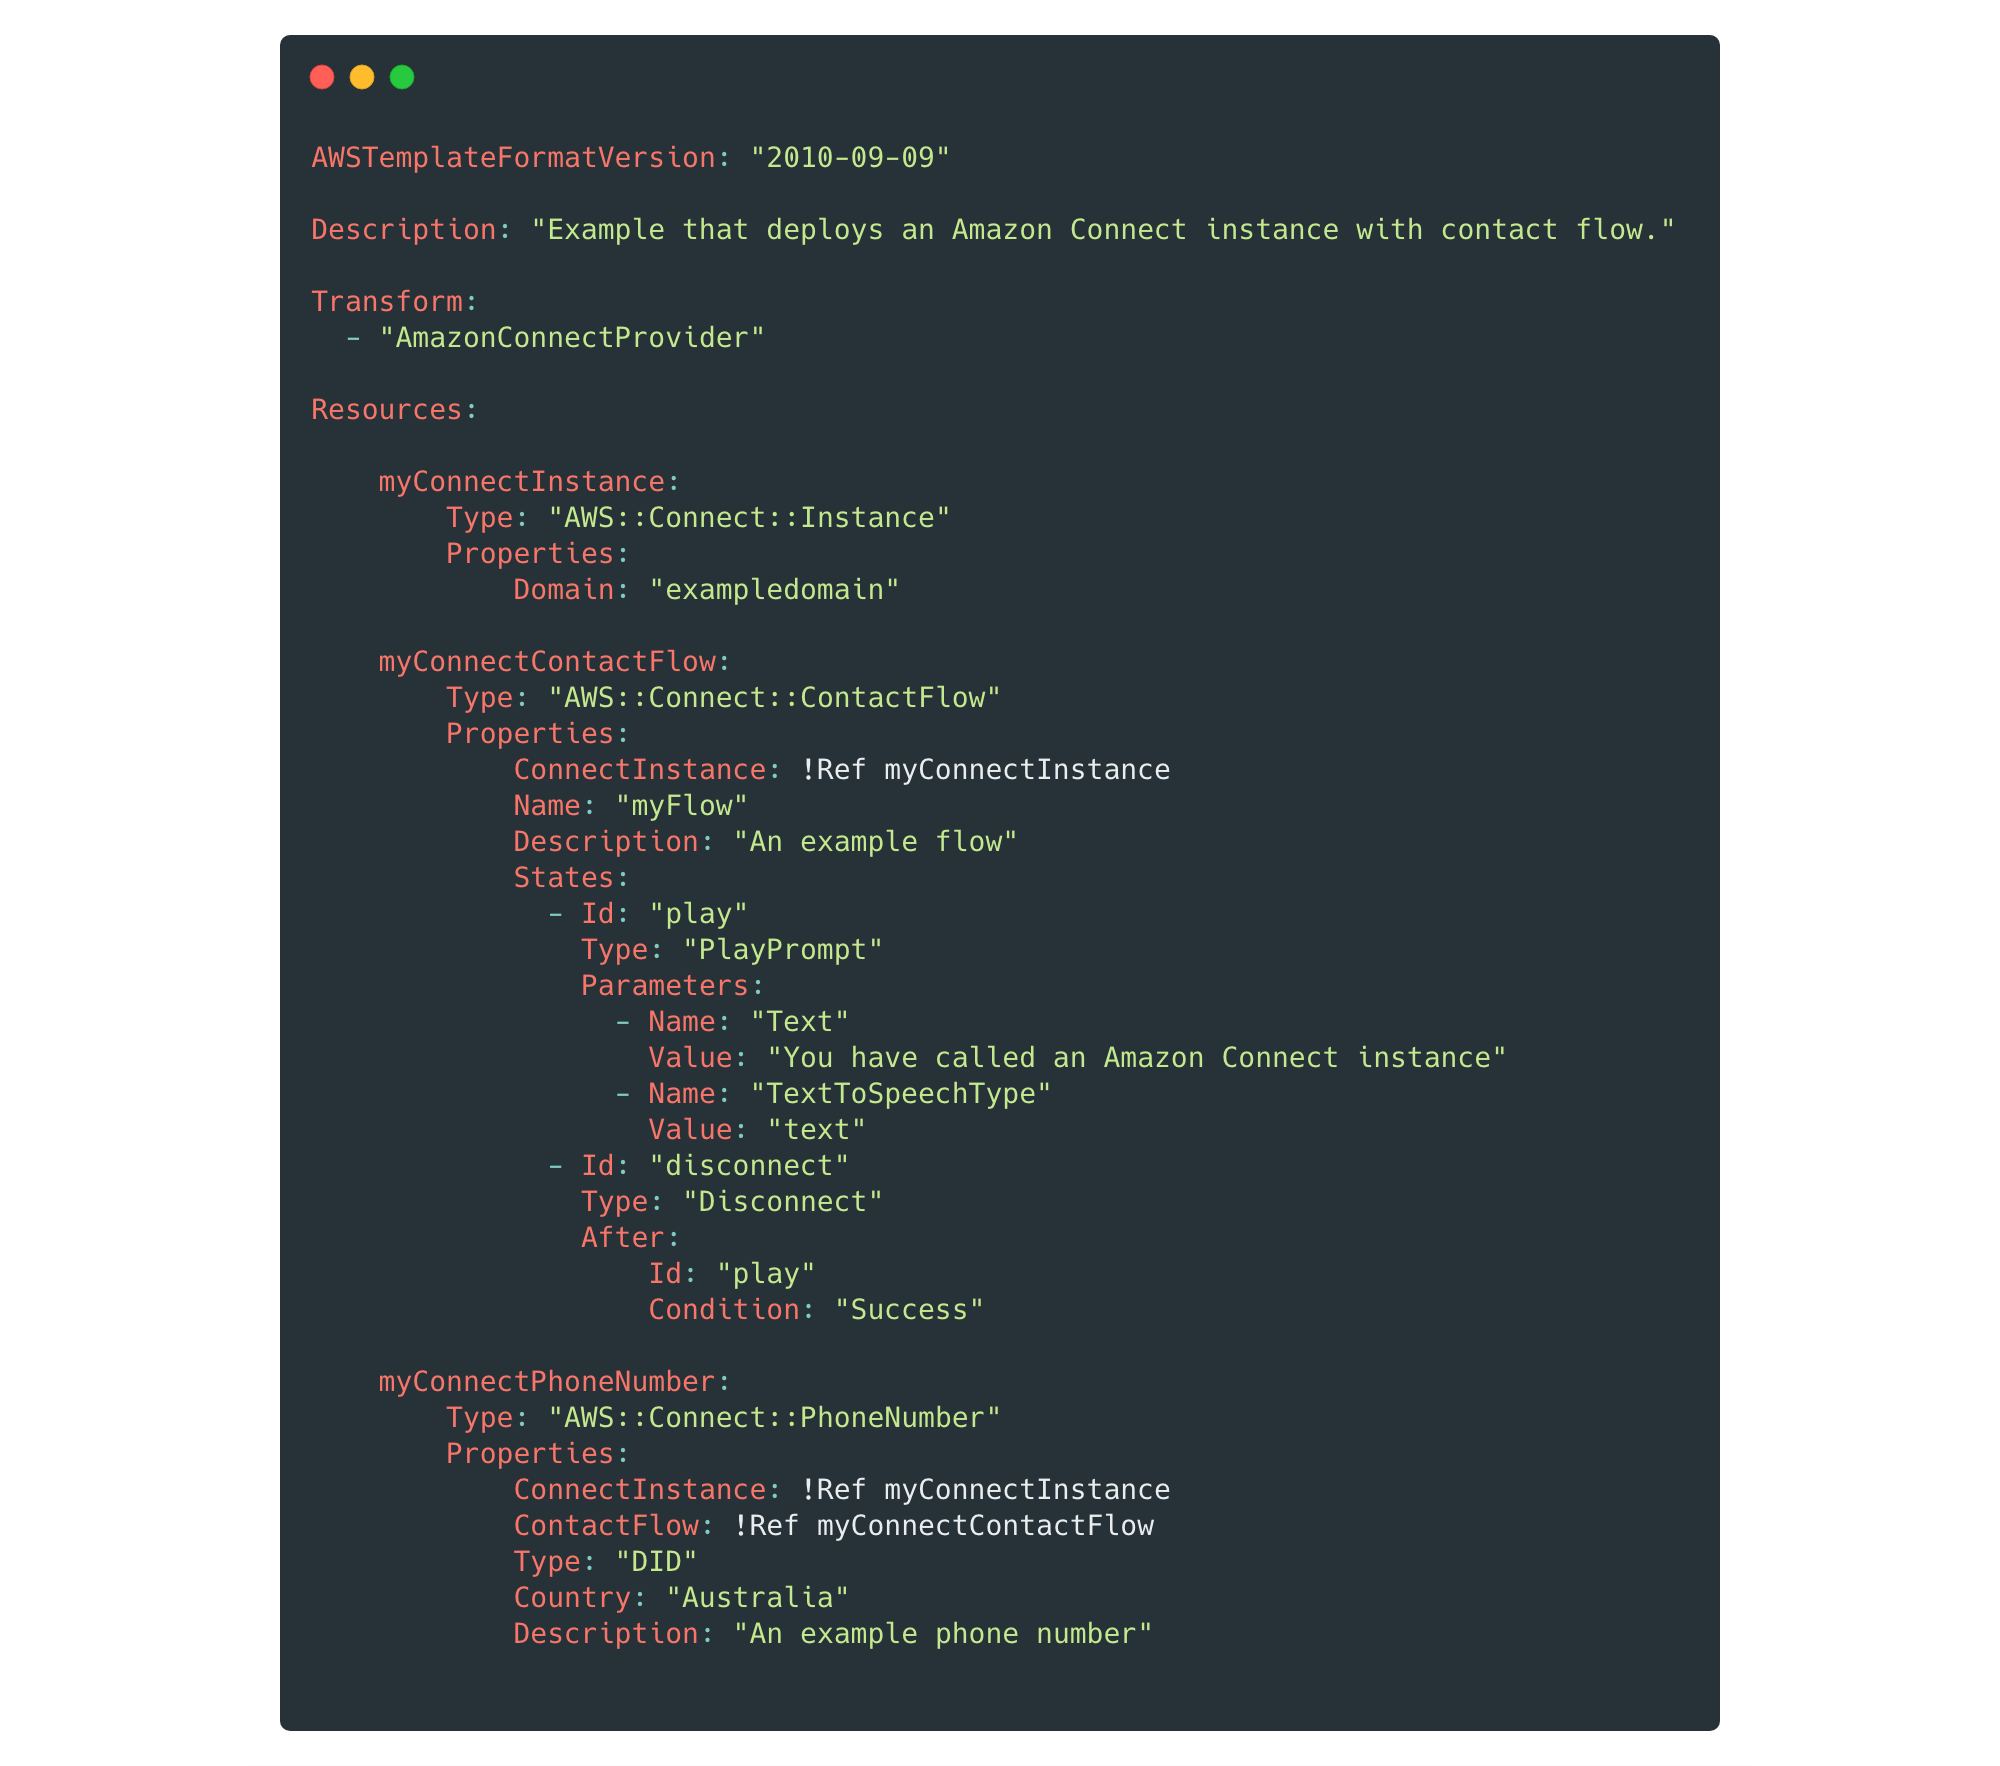 AWSTemplateFormatVersion: "2010-09-09"
Description: "Example that deploys an Amazon Connect instance with contact flow."
Transform:
  - "AmazonConnectProvider"
Resources:
    myConnectInstance:
        Type: "AWS::Connect::Instance"
        Properties:
            Domain: "exampledomain"
    myConnectContactFlow:
        Type: "AWS::Connect::ContactFlow"
        Properties:
            ConnectInstance: !Ref myConnectInstance
            Name: "myFlow"
            Description: "An example flow"
            States:
              - Id: "play"
                Type: "PlayPrompt"
                Parameters:
                  - Name: "Text"
                    Value: "You have called an Amazon Connect instance"
                  - Name: "TextToSpeechType"
                    Value: "text"
              - Id: "disconnect"
                Type: "Disconnect"
                After:
                    Id: "play"
                    Condition: "Success"
    myConnectPhoneNumber:
        Type: "AWS::Connect::PhoneNumber"
        Properties:
            ConnectInstance: !Ref myConnectInstance
            ContactFlow: !Ref myConnectContactFlow
            Type: "DID"
            Country: "Australia"
            Description: "An example phone number"